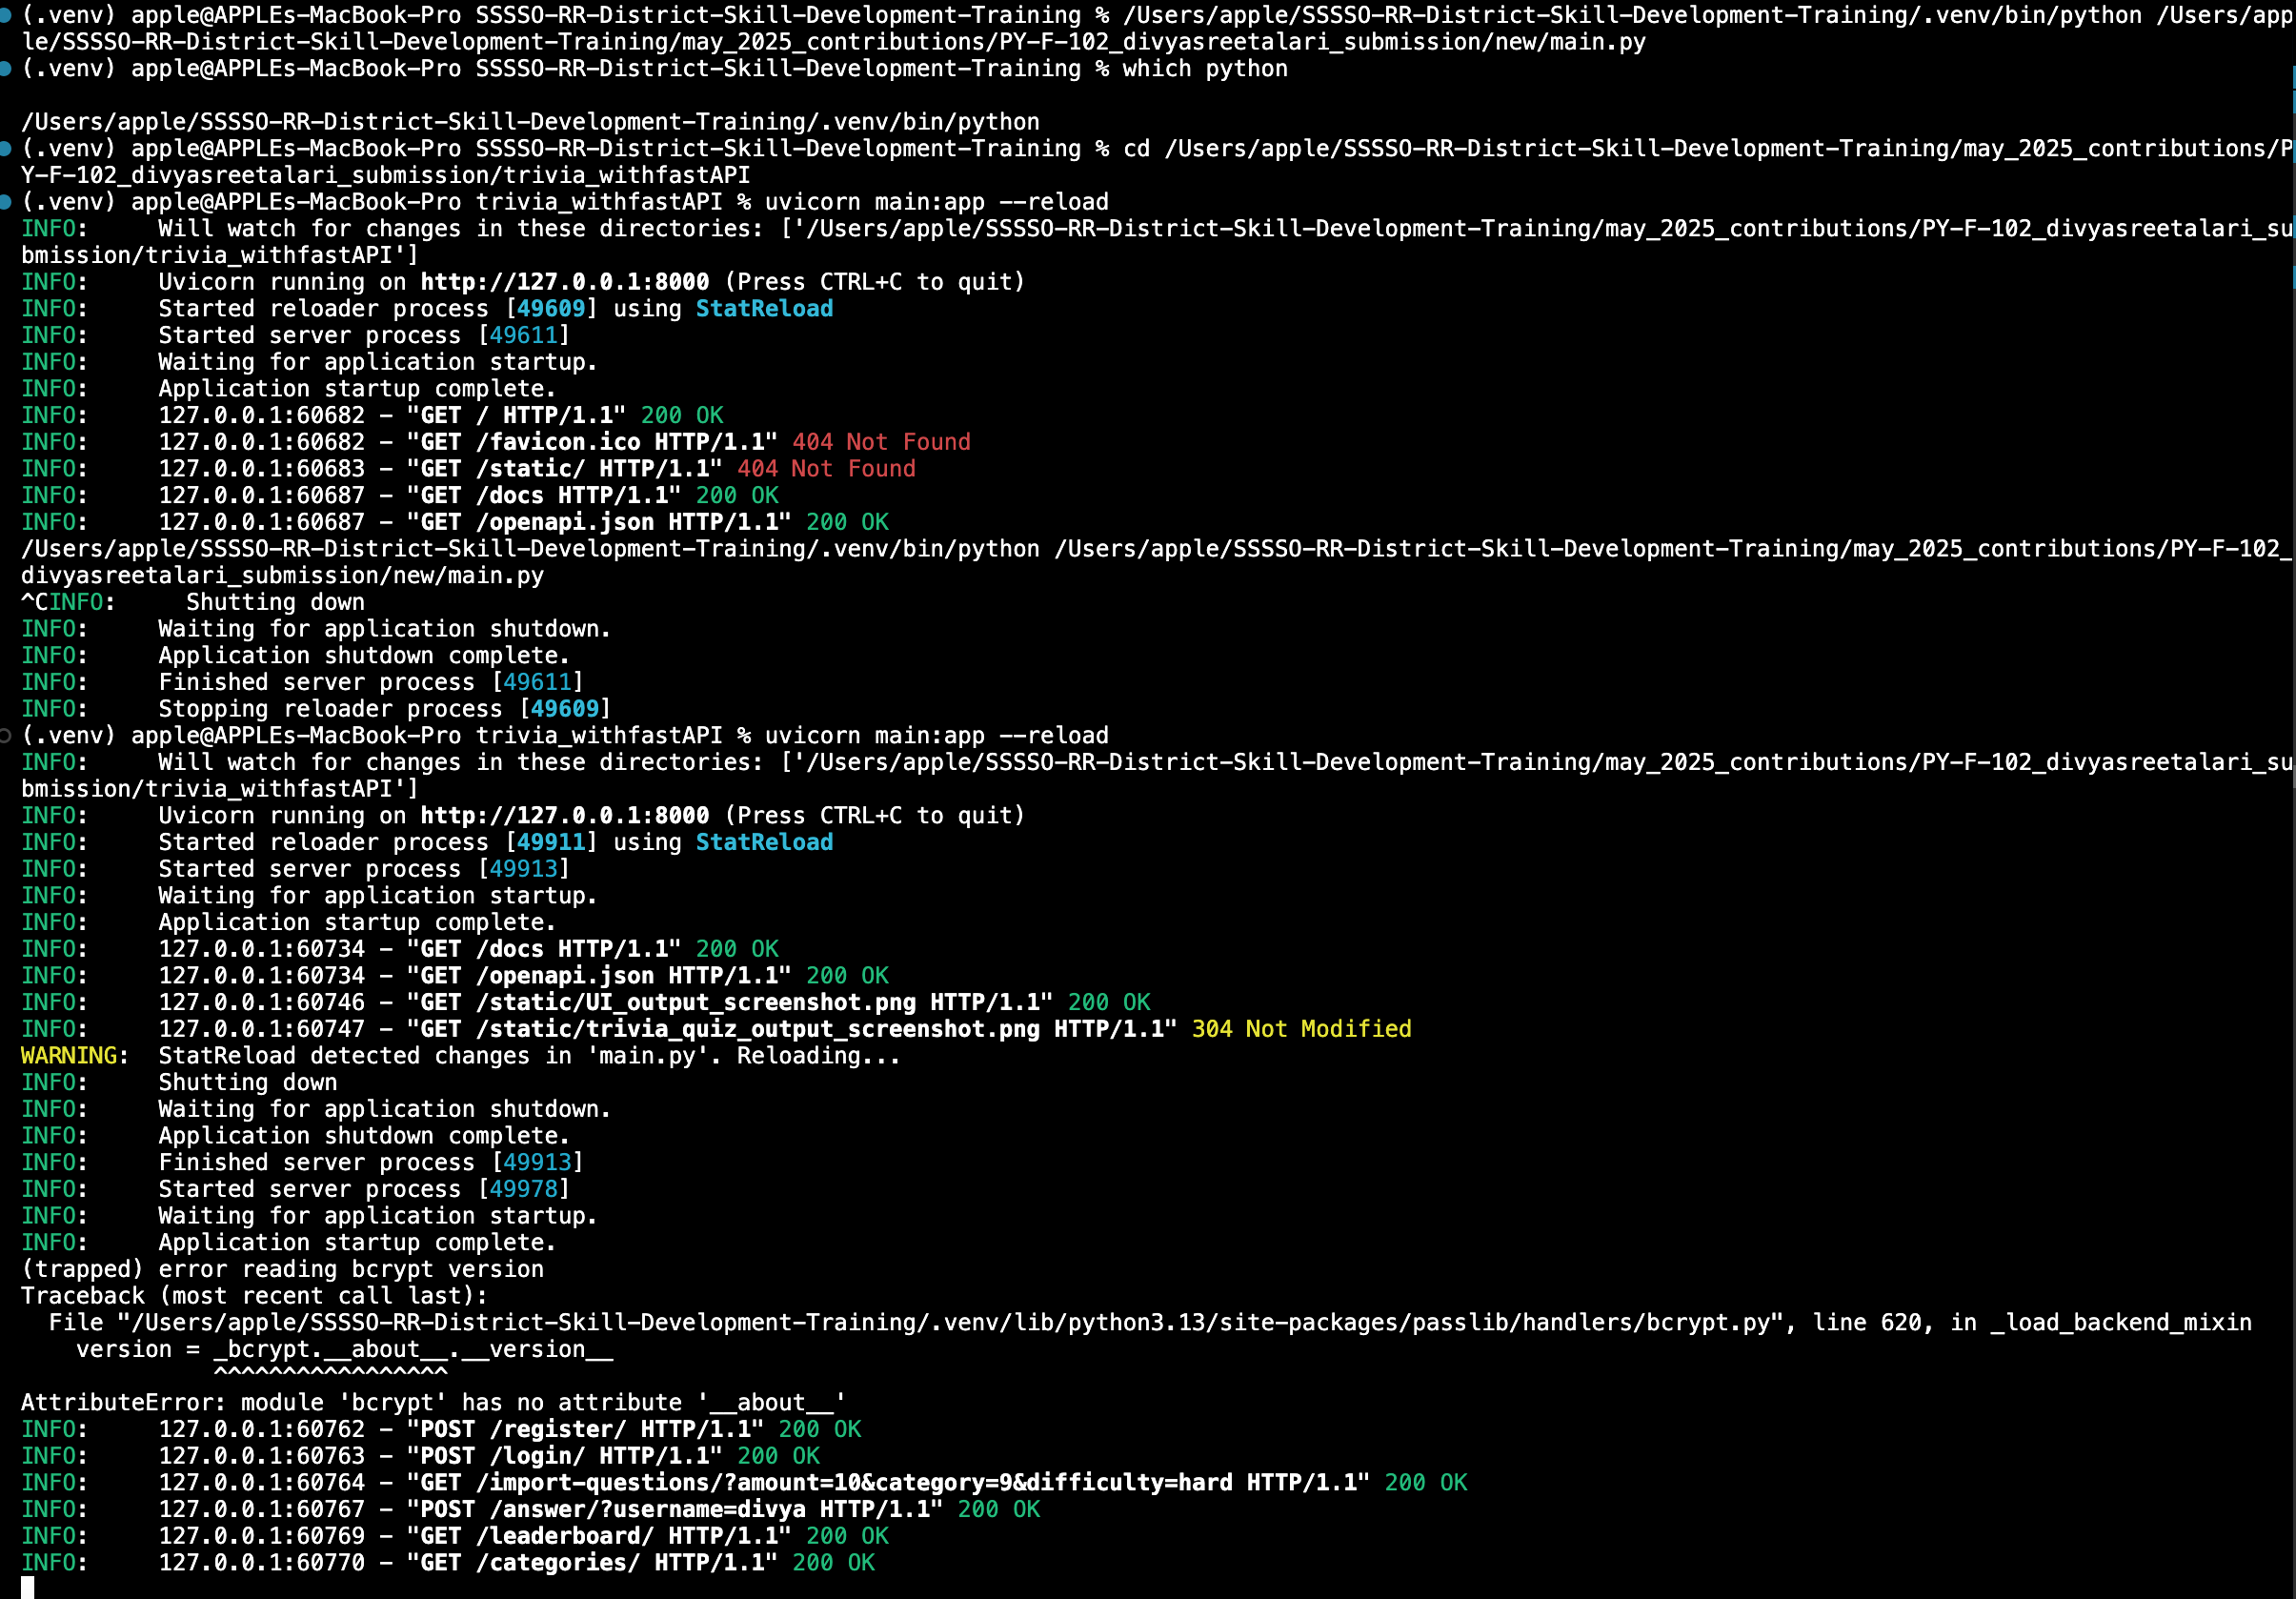 (.venv) apple@APPLEs-MacBook-Pro SSSSO-RR-District-Skill-Development-Training % /Users/apple/SSSSO-RR-District-Skill-Development-Training/.venv/bin/python /Users/app
le/SSSSO-RR-District-Skill-Development-Training/may_2025_contributions/PY-F-102_divyasreetalari_submission/new/main.py
(.venv) apple@APPLEs-MacBook-Pro SSSSO-RR-District-Skill-Development-Training % which python
/Users/apple/SSSSO-RR-District-Skill-Development-Training/.venv/bin/python
(.venv) apple@APPLEs-MacBook-Pro SSSSO-RR-District-Skill-Development-Training % cd /Users/apple/SSSSO-RR-District-Skill-Development-Training/may_2025_contributions/P
Y-F-102_divyasreetalari_submission/trivia_withfastAPI
(.venv) apple@APPLEs-MacBook-Pro trivia_withfastAPI % uvicorn main:app --reload
INFO:     Will watch for changes in these directories: ['/Users/apple/SSSSO-RR-District-Skill-Development-Training/may_2025_contributions/PY-F-102_divyasreetalari_su
bmission/trivia_withfastAPI']
INFO:     Uvicorn running on http://127.0.0.1:8000 (Press CTRL+C to quit)
INFO:     Started reloader process [49609] using StatReload
INFO:     Started server process [49611]
INFO:     Waiting for application startup.
INFO:     Application startup complete.
INFO:     127.0.0.1:60682 - "GET / HTTP/1.1" 200 OK
INFO:     127.0.0.1:60682 - "GET /favicon.ico HTTP/1.1" 404 Not Found
INFO:     127.0.0.1:60683 - "GET /static/ HTTP/1.1" 404 Not Found
INFO:     127.0.0.1:60687 - "GET /docs HTTP/1.1" 200 OK
INFO:     127.0.0.1:60687 - "GET /openapi.json HTTP/1.1" 200 OK
/Users/apple/SSSSO-RR-District-Skill-Development-Training/.venv/bin/python /Users/apple/SSSSO-RR-District-Skill-Development-Training/may_2025_contributions/PY-F-102_
divyasreetalari_submission/new/main.py
^CINFO:     Shutting down
INFO:     Waiting for application shutdown.
INFO:     Application shutdown complete.
INFO:     Finished server process [49611]
INFO:     Stopping reloader process [49609]
(.venv) apple@APPLEs-MacBook-Pro trivia_withfastAPI % uvicorn main:app --reload
INFO:     Will watch for changes in these directories: ['/Users/apple/SSSSO-RR-District-Skill-Development-Training/may_2025_contributions/PY-F-102_divyasreetalari_su
bmission/trivia_withfastAPI']
INFO:     Uvicorn running on http://127.0.0.1:8000 (Press CTRL+C to quit)
INFO:     Started reloader process [49911] using StatReload
INFO:     Started server process [49913]
INFO:     Waiting for application startup.
INFO:     Application startup complete.
INFO:     127.0.0.1:60734 - "GET /docs HTTP/1.1" 200 OK
INFO:     127.0.0.1:60734 - "GET /openapi.json HTTP/1.1" 200 OK
INFO:     127.0.0.1:60746 - "GET /static/UI_output_screenshot.png HTTP/1.1" 200 OK
INFO:     127.0.0.1:60747 - "GET /static/trivia_quiz_output_screenshot.png HTTP/1.1" 304 Not Modified
WARNING:  StatReload detected changes in 'main.py'. Reloading...
INFO:     Shutting down
INFO:     Waiting for application shutdown.
INFO:     Application shutdown complete.
INFO:     Finished server process [49913]
INFO:     Started server process [49978]
INFO:     Waiting for application startup.
INFO:     Application startup complete.
(trapped) error reading bcrypt version
Traceback (most recent call last):
  File "/Users/apple/SSSSO-RR-District-Skill-Development-Training/.venv/lib/python3.13/site-packages/passlib/handlers/bcrypt.py", line 620, in _load_backend_mixin
    version = _bcrypt.__about__.__version__
              ^^^^^^^^^^^^^^^^^
AttributeError: module 'bcrypt' has no attribute '__about__'
INFO:     127.0.0.1:60762 - "POST /register/ HTTP/1.1" 200 OK
INFO:     127.0.0.1:60763 - "POST /login/ HTTP/1.1" 200 OK
INFO:     127.0.0.1:60764 - "GET /import-questions/?amount=10&category=9&difficulty=hard HTTP/1.1" 200 OK
INFO:     127.0.0.1:60767 - "POST /answer/?username=divya HTTP/1.1" 200 OK
INFO:     127.0.0.1:60769 - "GET /leaderboard/ HTTP/1.1" 200 OK
INFO:     127.0.0.1:60770 - "GET /categories/ HTTP/1.1" 200 OK